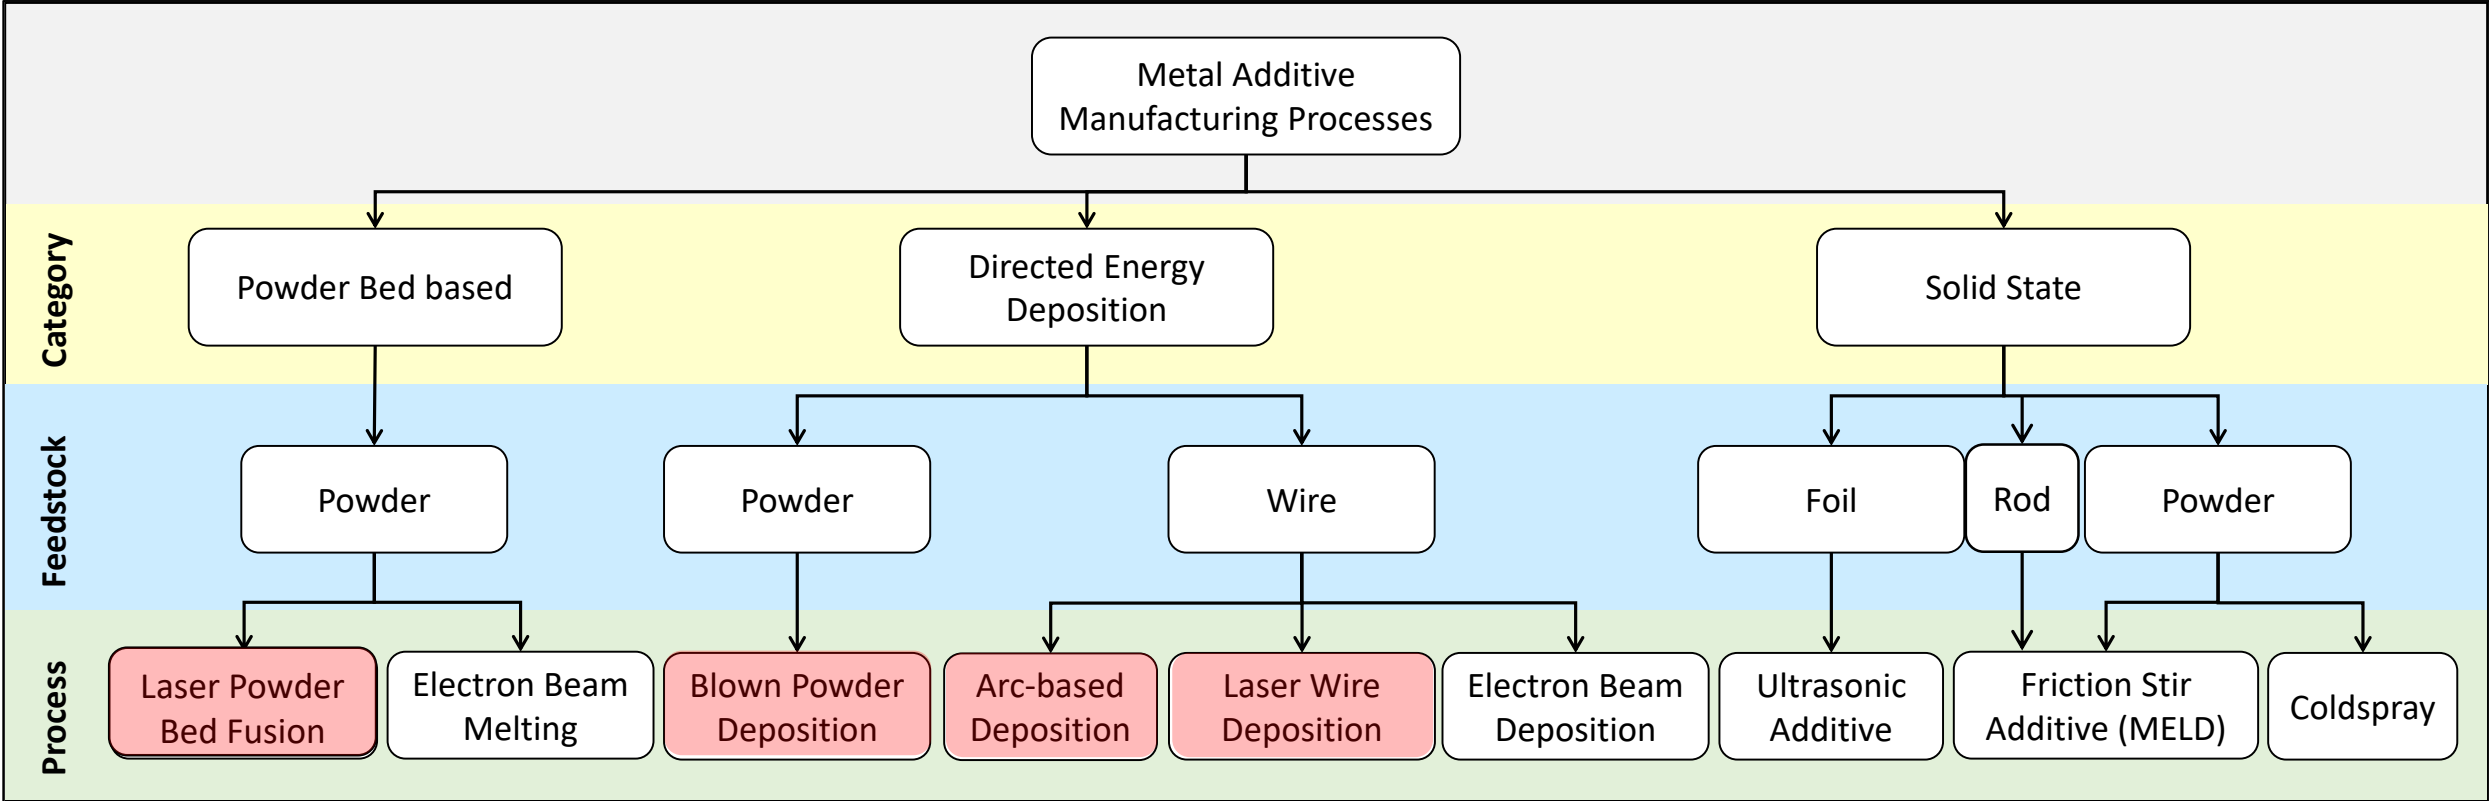 Metal Additive
Manufacturing Processes
Category
Powder Bed based
Directed Energy
Deposition
Solid State
Feedstock
Powder
Powder
Wire
Foil
Rod
Powder
Process
Laser Powder
Bed Fusion
Electron Beam
Melting
Blown Powder
Deposition
Arc-based
Deposition
Laser Wire
Deposition
Electron Beam
Deposition
Ultrasonic
Additive
Friction Stir
Additive (MELD)
Coldspray